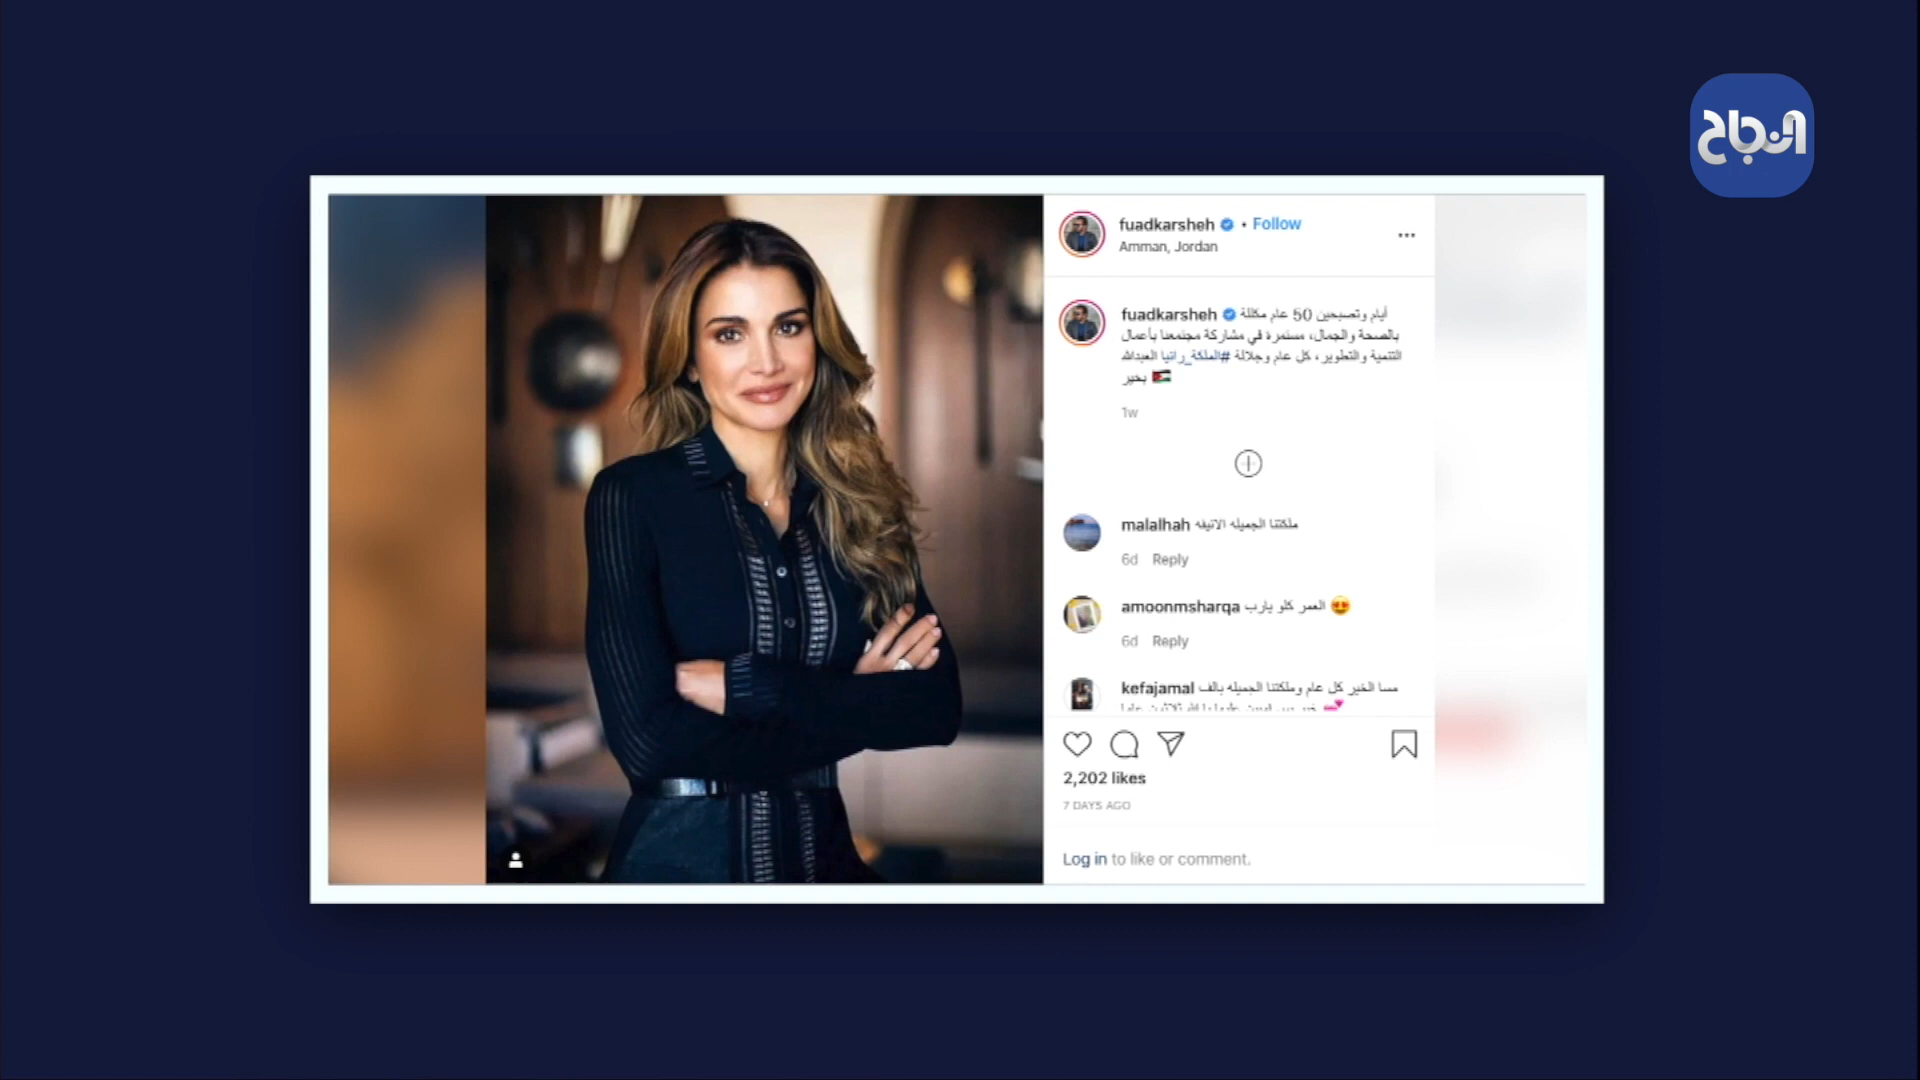 النجاح
fuadkarsheh • Follow
Amman, Jordan
fuadkarsheh أيام وتصبحين 50 عام مكللة
بالصحة والجمال، مستمرة في مشاركة مجتمعنا بأعمال
التنمية والتطوير، كل عام وجلالة #الملكة_رانيا العبدالله
بخير
1w
malalhah ملكتنا الجميله الانيقه
6d Reply
amoonmsharqa العمر كلو يارب
6d Reply
kefajamal مسا الخير كل عام وملكتنا الجميله بالف
2,202 likes
7 DAYS AGO
Log in to like or comment.